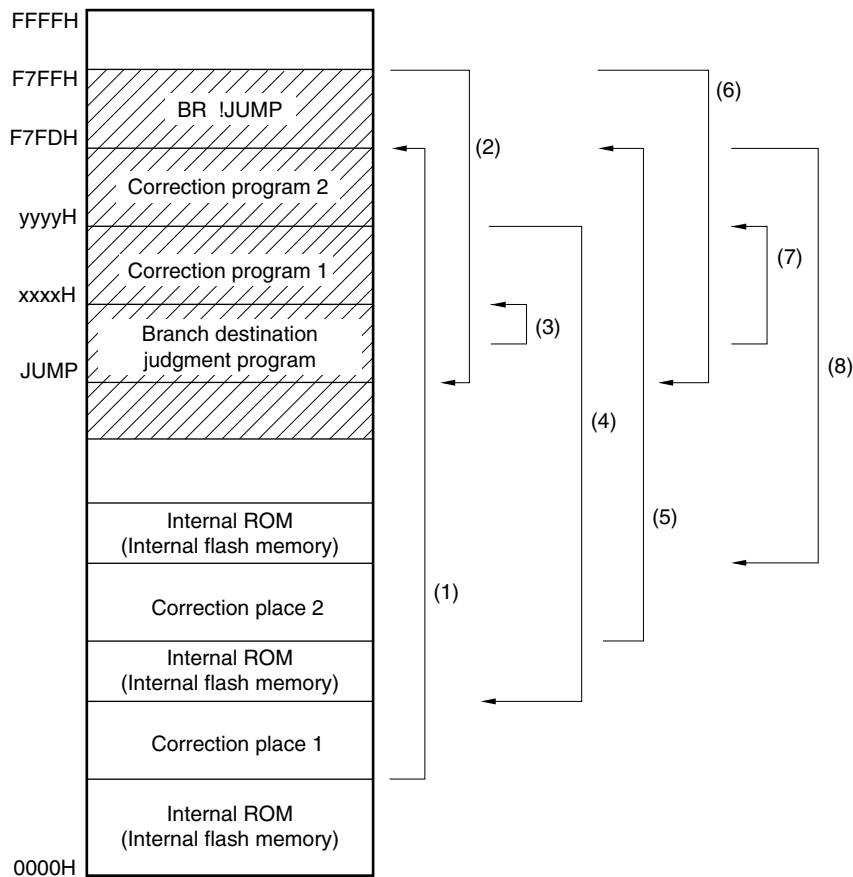 FFFFH
F7FFH
BR !JUMP
(6)
F7FDH
(2)
Correction program 2
yyyyH
(7)
Correction program 1
xxxxH
(3)
Branch destination
judgment program
JUMP
(8)
(4)
Internal ROM
(Internal flash memory)
(5)
(1)
Correction place 2
Internal ROM
(Internal flash memory)
Correction place 1
Internal ROM
(Internal flash memory)
0000H